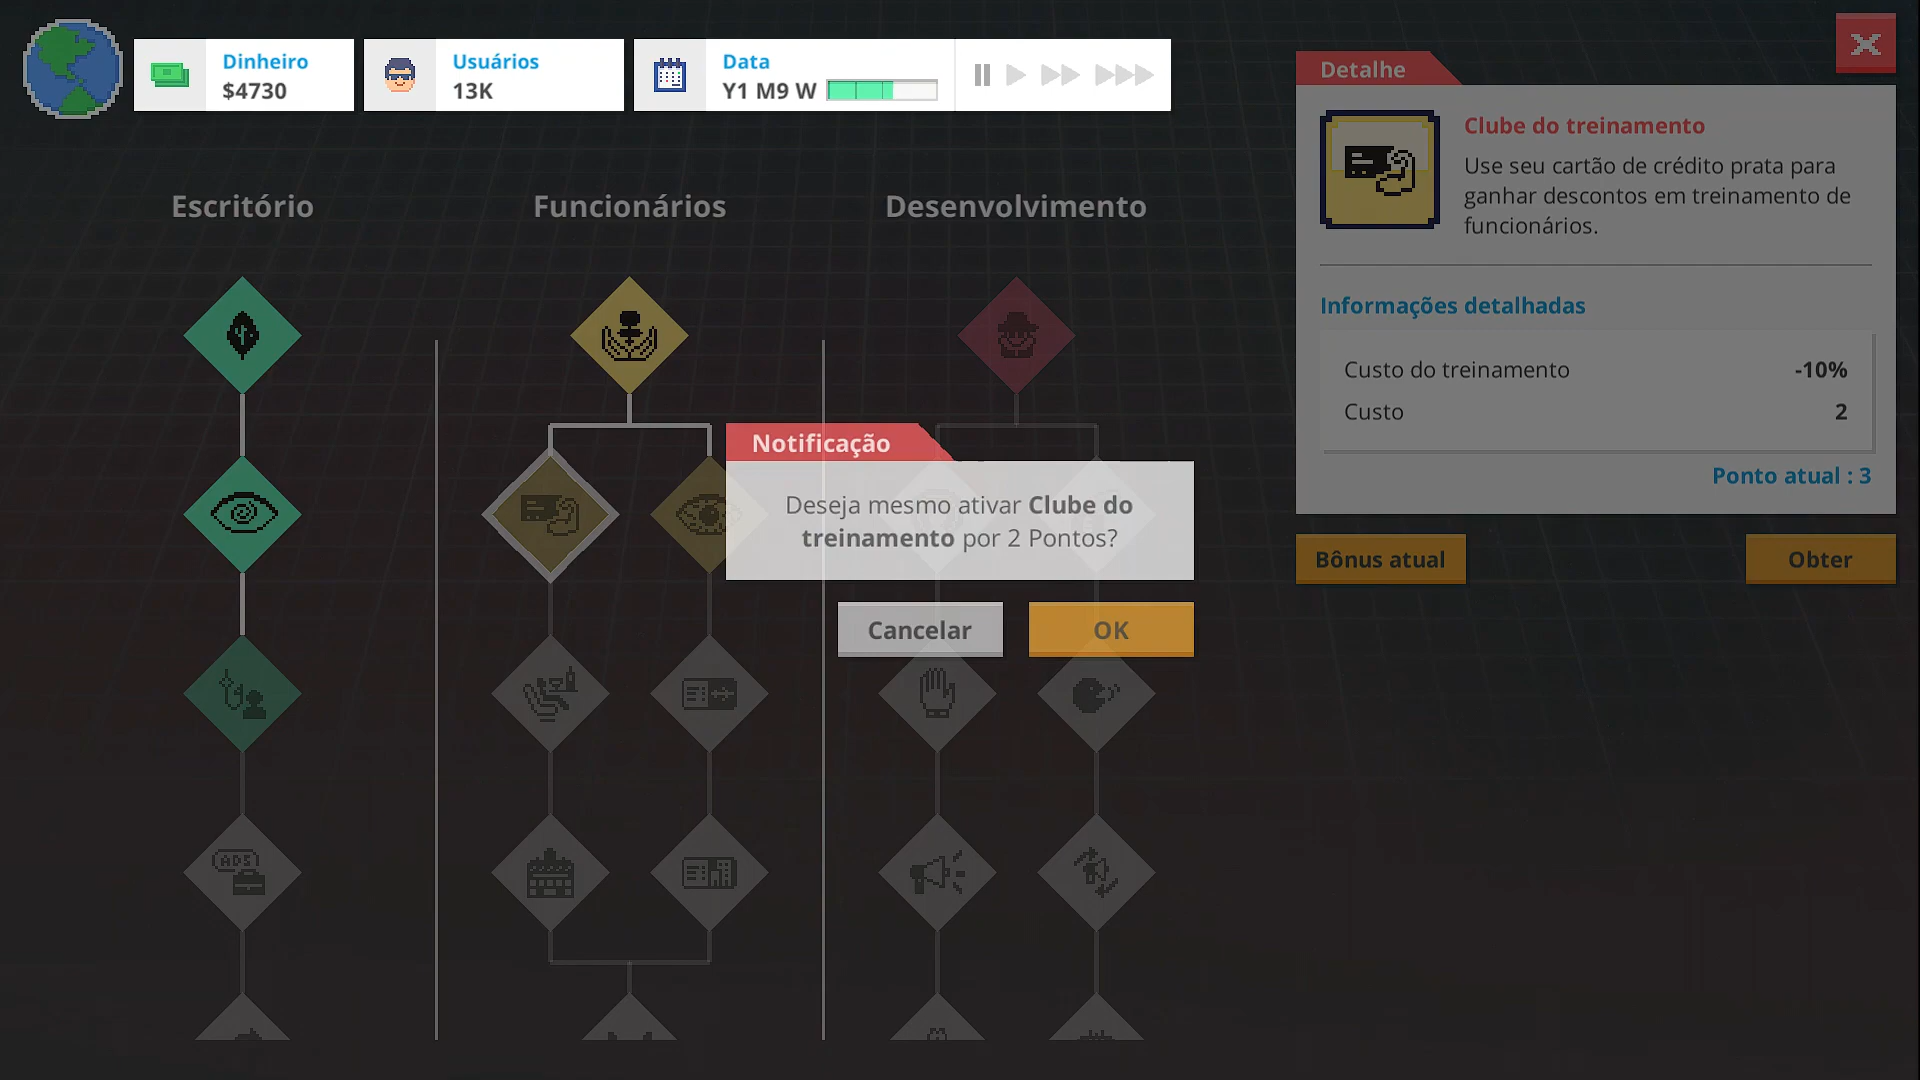 Dinheiro
$4730
Usuários
13K
Data
Y1 M9 W
Escritório
Funcionários
Desenvolvimento
Detalhe
Clube do treinamento
Use seu cartão de crédito prata para
ganhar descontos em treinamento de
funcionários.
Informações detalhadas
Custo do treinamento -10%
Custo 2
Ponto atual : 3
Bônus atual
Obter
Notificação
Deseja mesmo ativar Clube do
treinamento por 2 Pontos?
Cancelar
OK
ADS